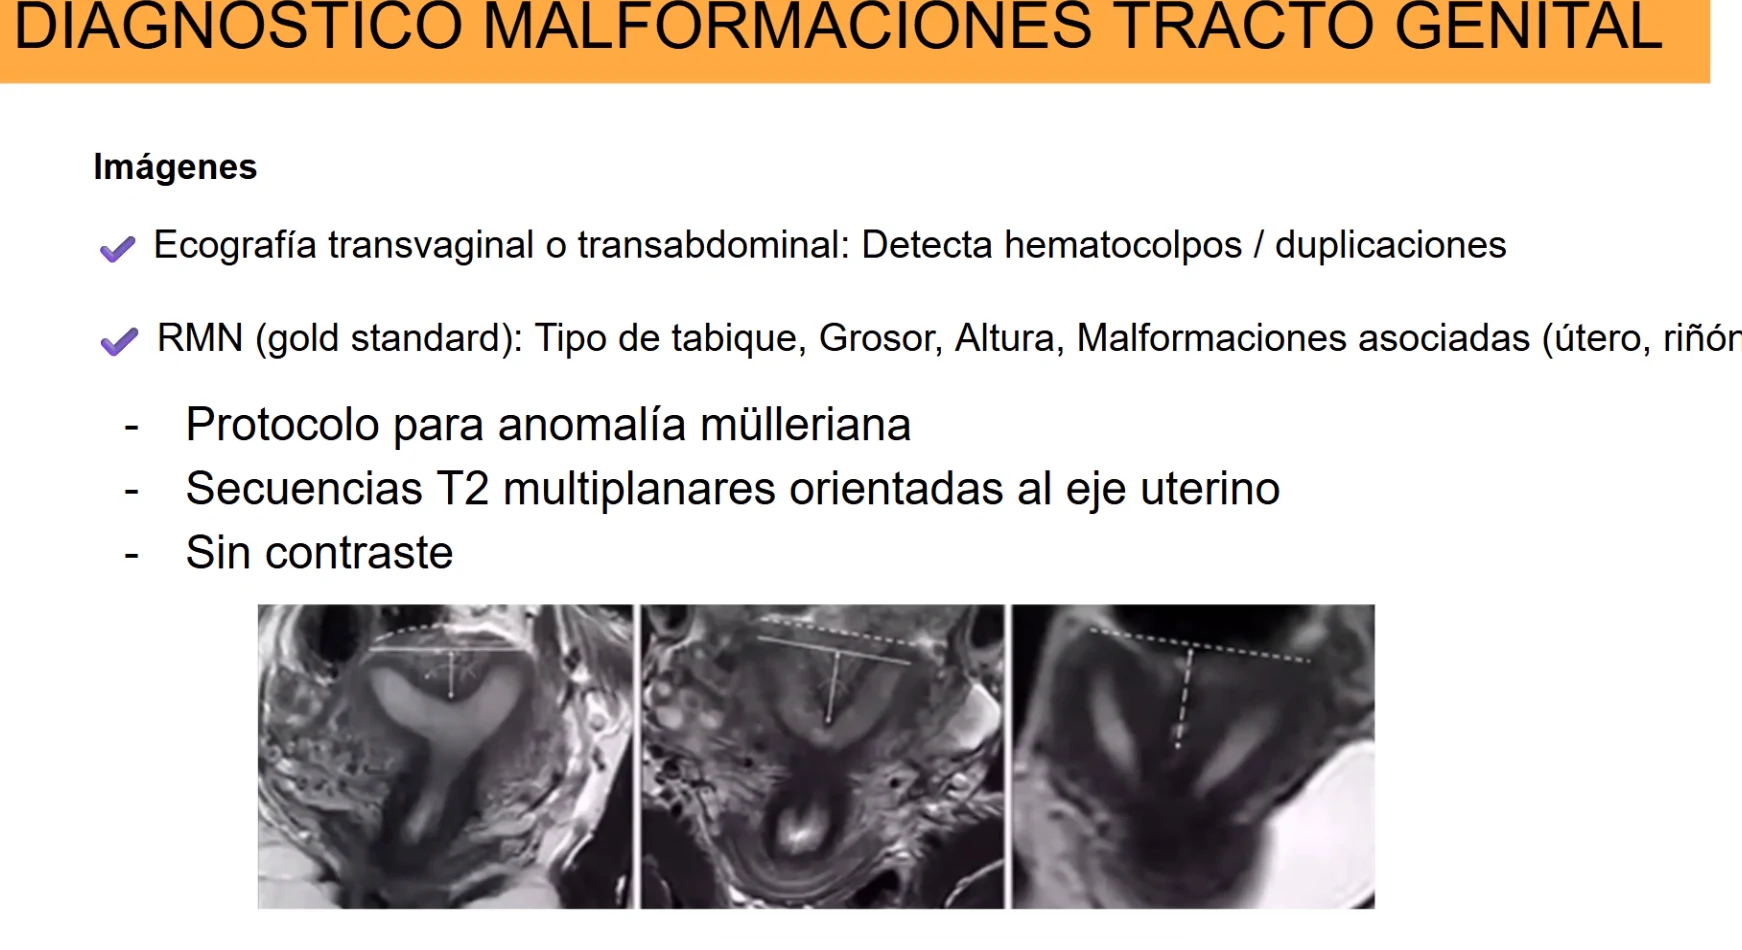 DIAGNOSTICO MALFORMACIONES TRACTO GENITAL
Imágenes
Ecografía transvaginal o transabdominal: Detecta hematocolpos / duplicaciones
RMN (gold standard): Tipo de tabique, Grosor, Altura, Malformaciones asociadas (útero, riñón
- Protocolo para anomalía mülleriana
- Secuencias T2 multiplanares orientadas al eje uterino
- Sin contraste